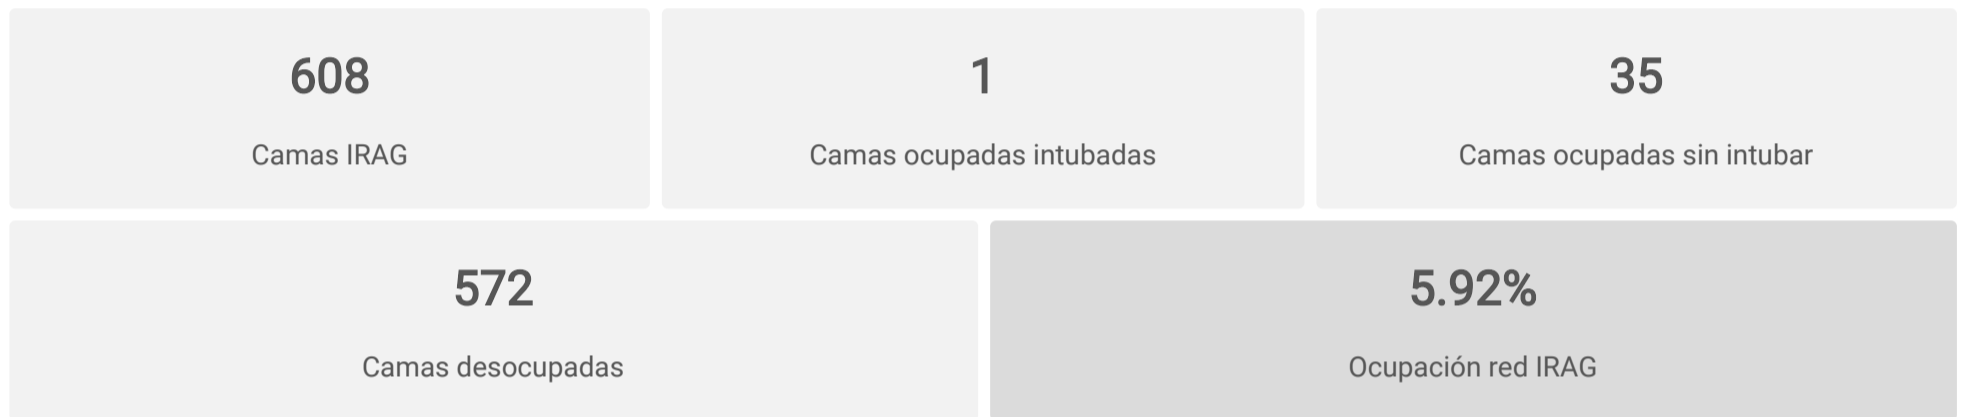 608
Camas IRAG
1
Camas ocupadas intubadas
35
Camas ocupadas sin intubar
572
Camas desocupadas
5.92%
Ocupación red IRAG